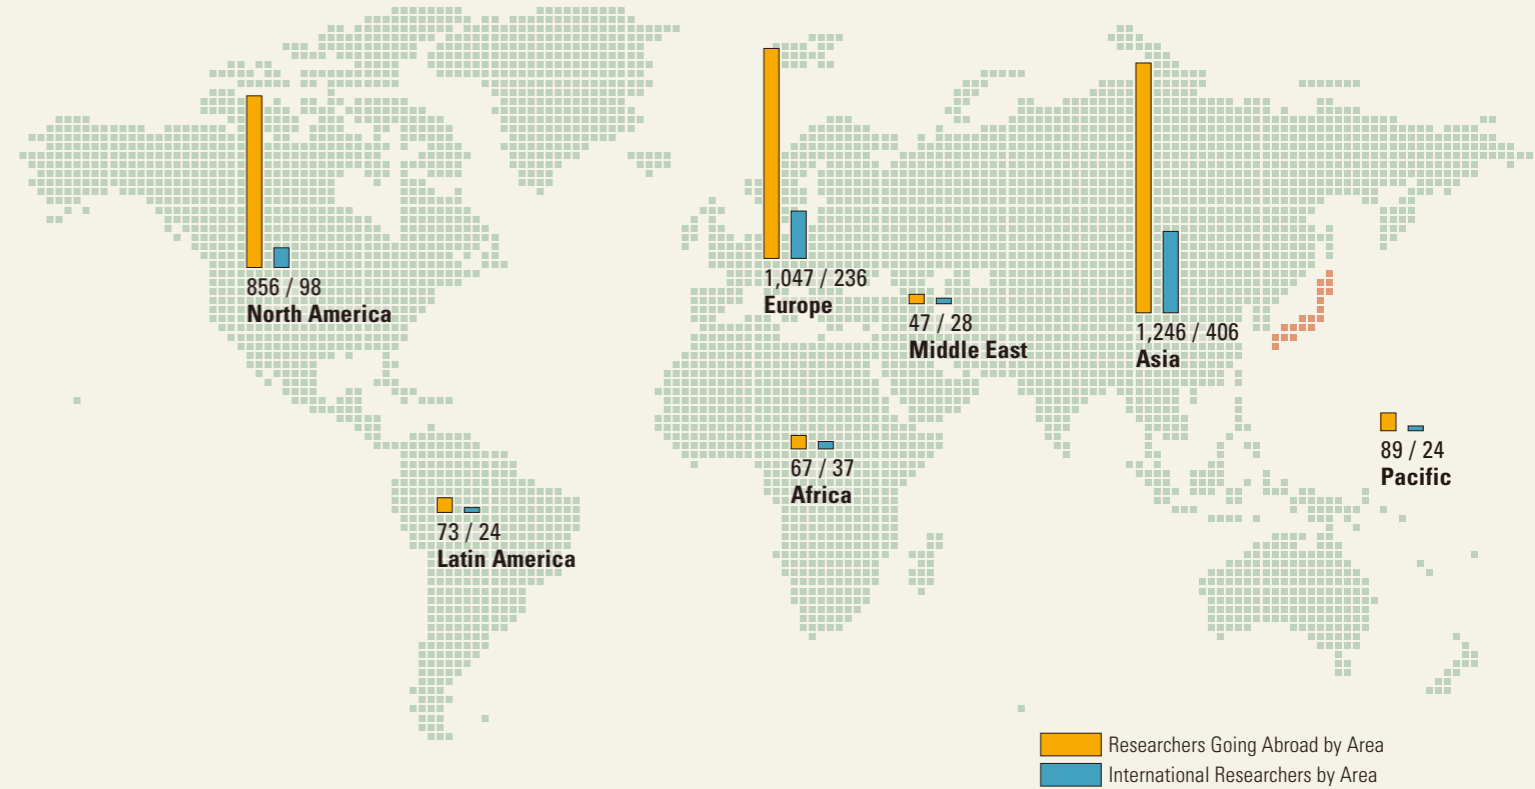 856 / 98
North America
1,047 / 236
Europe
47 / 28
Middle East
1,246 / 406
Asia
89 / 24
Pacific
67 / 37
Africa
73 / 24
Latin America
Researchers Going Abroad by Area
International Researchers by Area